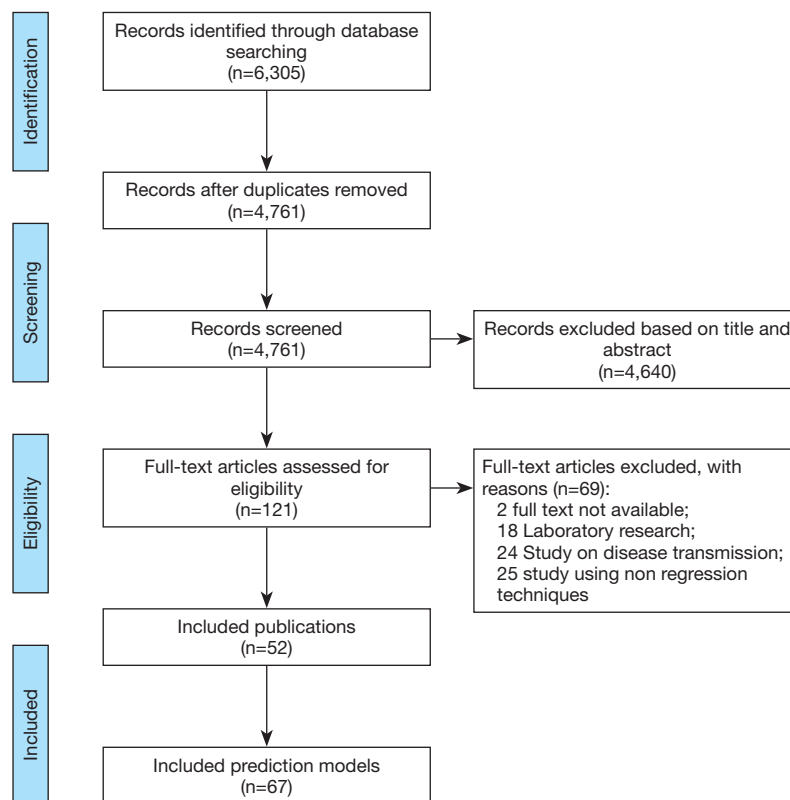 Identification
Records identified through database
searching
(n=6,305)
Records after duplicates removed
(n=4,761)
Screening
Records screened
(n=4,761)
Records excluded based on title and
abstract
(n=4,640)
Eligibility
Full-text articles assessed for
eligibility
(n=121)
Full-text articles excluded, with
reasons (n=69):
2 full text not available;
18 Laboratory research;
24 Study on disease transmission;
25 study using non regression
techniques
Included
Included publications
(n=52)
Included prediction models
(n=67)